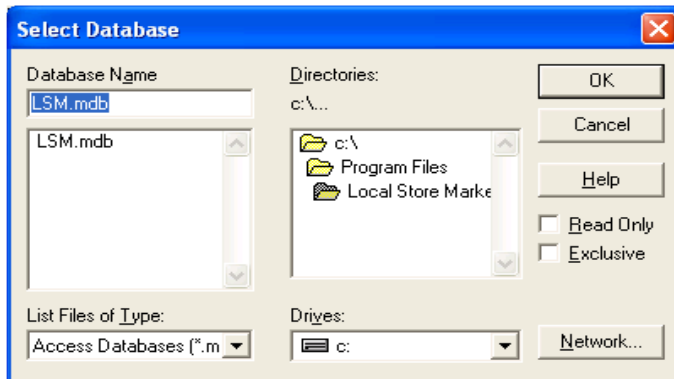 Select Database
Database Name
LSM.mdb
LSM.mdb
List Files of Type:
Access Databases (*.m
Directories:
c:\...
c:\
Program Files
Local Store Marke
Drives:
c:
OK
Cancel
Help
Read Only
Exclusive
Network...